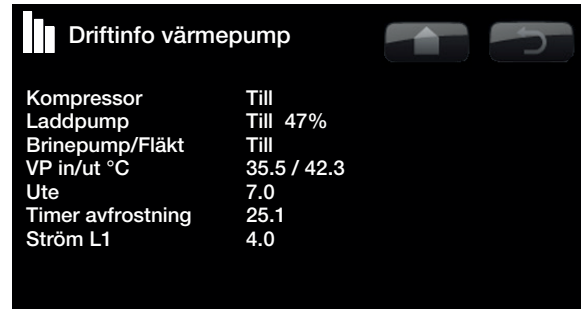 Driftinfo värmepump
Kompressor Till
Laddpump Till 47%
Brinepump/Fläkt Till
VP in/ut °C 35.5 / 42.3
Ute 7.0
Timer avfrostning 25.1
Ström L1 4.0